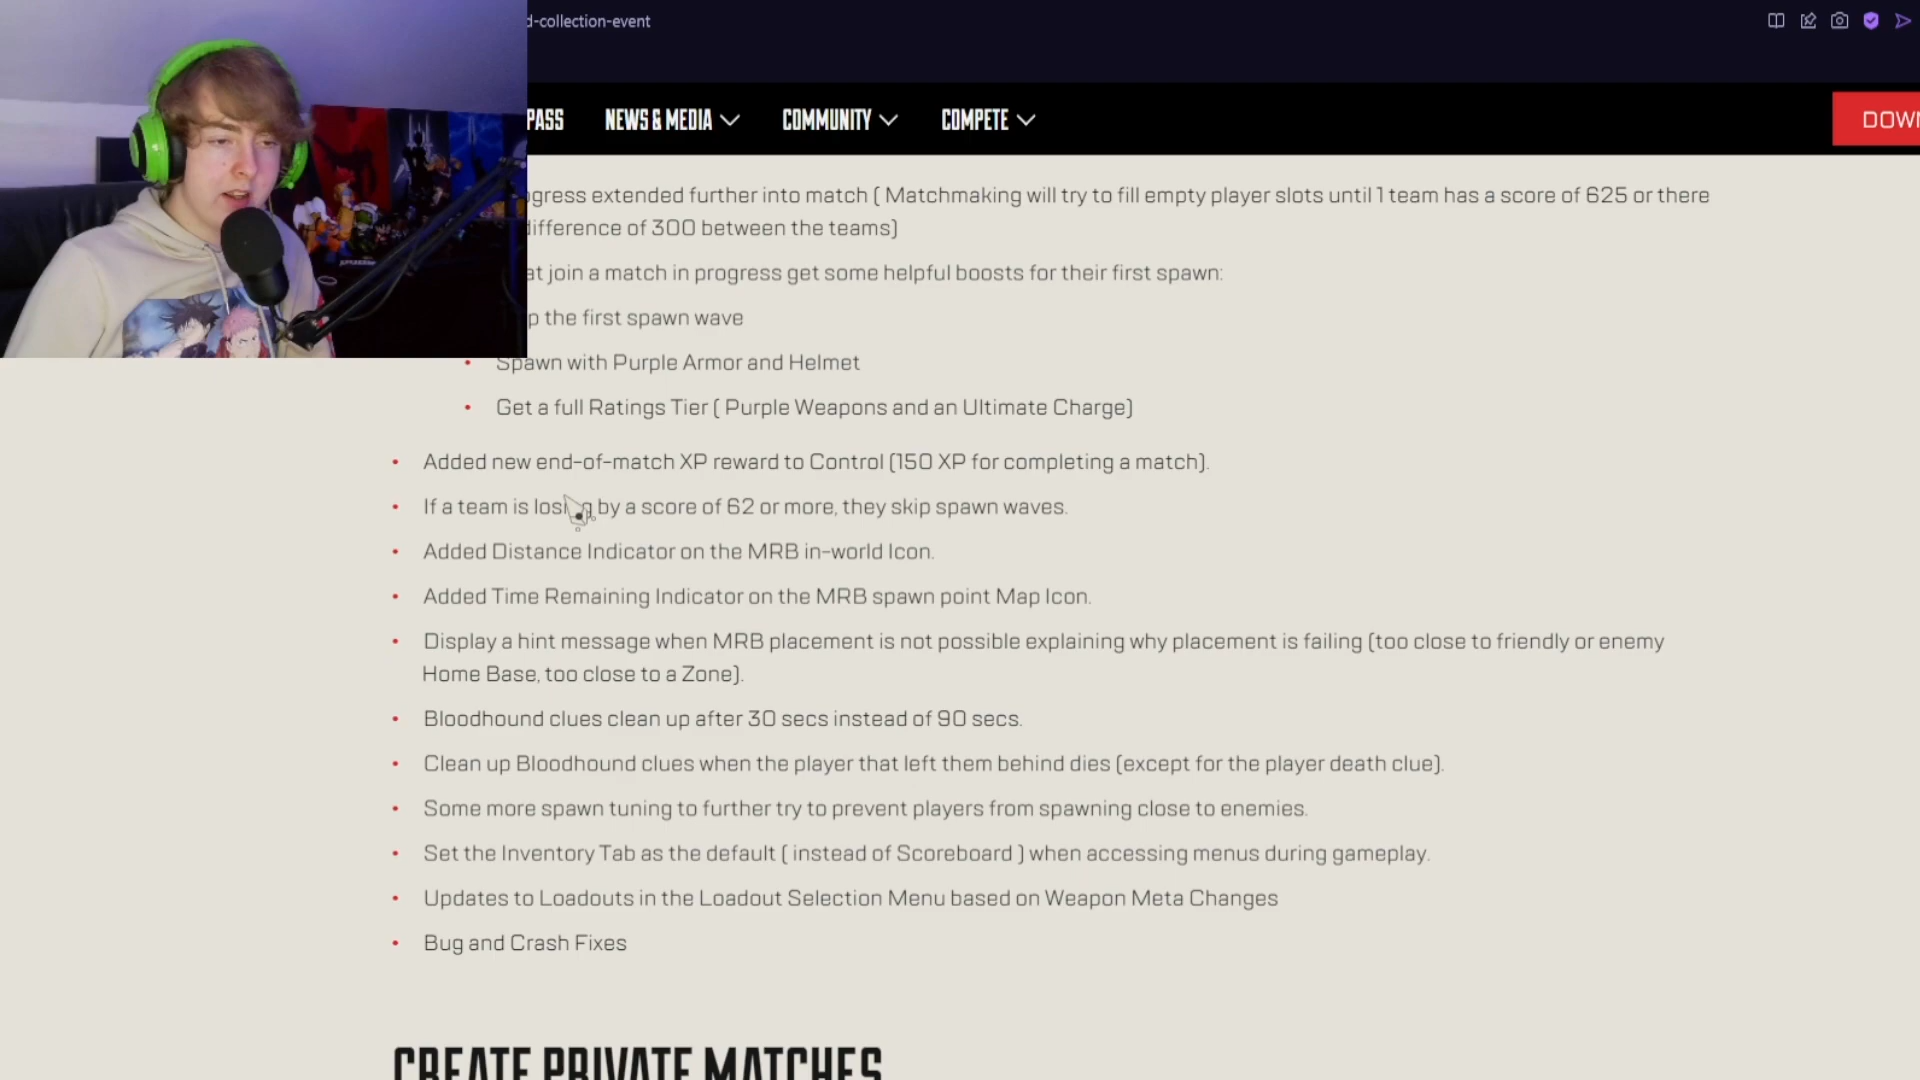 d-collection-event
PASS
NEWS & MEDIA
COMMUNITY
COMPETE
DOW
gress extended further into match ( Matchmaking will try to fill empty player slots until 1 team has a score of 625 or there
ifference of 300 between the teams)
at join a match in progress get some helpful boosts for their first spawn:
p the first spawn wave
• Spawn with Purple Armor and Helmet
• Get a full Ratings Tier ( Purple Weapons and an Ultimate Charge)
• Added new end-of-match XP reward to Control (150 XP for completing a match).
• If a team is losing by a score of 62 or more, they skip spawn waves.
• Added Distance Indicator on the MRB in-world Icon.
• Added Time Remaining Indicator on the MRB spawn point Map Icon.
• Display a hint message when MRB placement is not possible explaining why placement is failing (too close to friendly or enemy
Home Base, too close to a Zone).
• Bloodhound clues clean up after 30 secs instead of 90 secs.
• Clean up Bloodhound clues when the player that left them behind dies (except for the player death clue).
• Some more spawn tuning to further try to prevent players from spawning close to enemies.
• Set the Inventory Tab as the default ( instead of Scoreboard ) when accessing menus during gameplay.
• Updates to Loadouts in the Loadout Selection Menu based on Weapon Meta Changes
• Bug and Crash Fixes
CREATE PRIVATE MATCHES